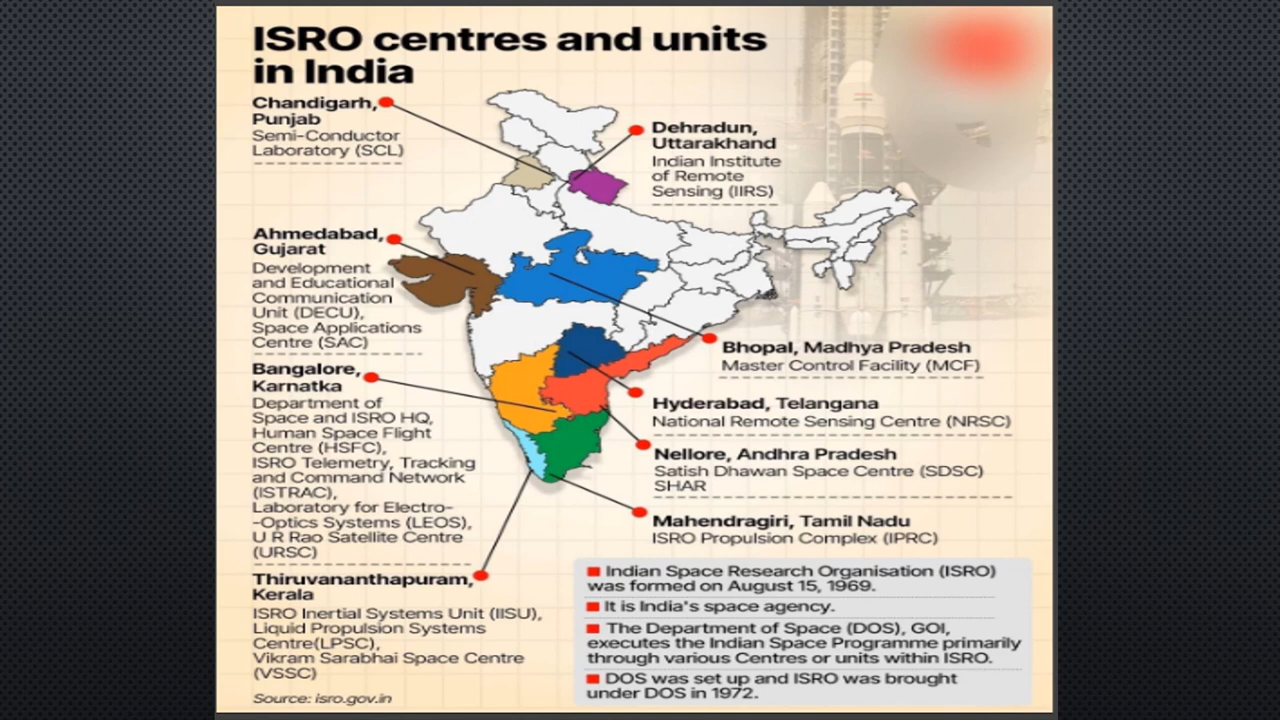 ISRO centres and units
in India
Chandigarh,
Punjab
Semi-Conductor
Laboratory (SCL)
Dehradun,
Uttarakhand
Indian Institute
of Remote
Sensing (IIRS)
Ahmedabad,
Gujarat
Development
and Educational
Communication
Unit (DECU),
Space Applications
Centre (SAC)
Bangalore,
Karnatka
Department of
Space and ISRO HQ,
Human Space Flight
Centre (HSFC),
ISRO Telemetry, Tracking
and Command Network
(ISTRAC),
Laboratory for Electro-
-Optics Systems (LEOS),
U R Rao Satellite Centre
(URSC)
Thiruvananthapuram,
Kerala
ISRO Inertial Systems Unit (IISU),
Liquid Propulsion Systems
Centre(LPSC),
Vikram Sarabhai Space Centre
(VSSC)
Source: isro.gov.in
Bhopal, Madhya Pradesh
Master Control Facility (MCF)
Hyderabad, Telangana
National Remote Sensing Centre (NRSC)
Nellore, Andhra Pradesh
Satish Dhawan Space Centre (SDSC)
SHAR
Mahendragiri, Tamil Nadu
ISRO Propulsion Complex (IPRC)
Indian Space Research Organisation (ISRO)
was formed on August 15, 1969.
It is India's space agency.
The Department of Space (DOS), GOI,
executes the Indian Space Programme primarily
through various Centres or units within ISRO.
DOS was set up and ISRO was brought
under DOS in 1972.